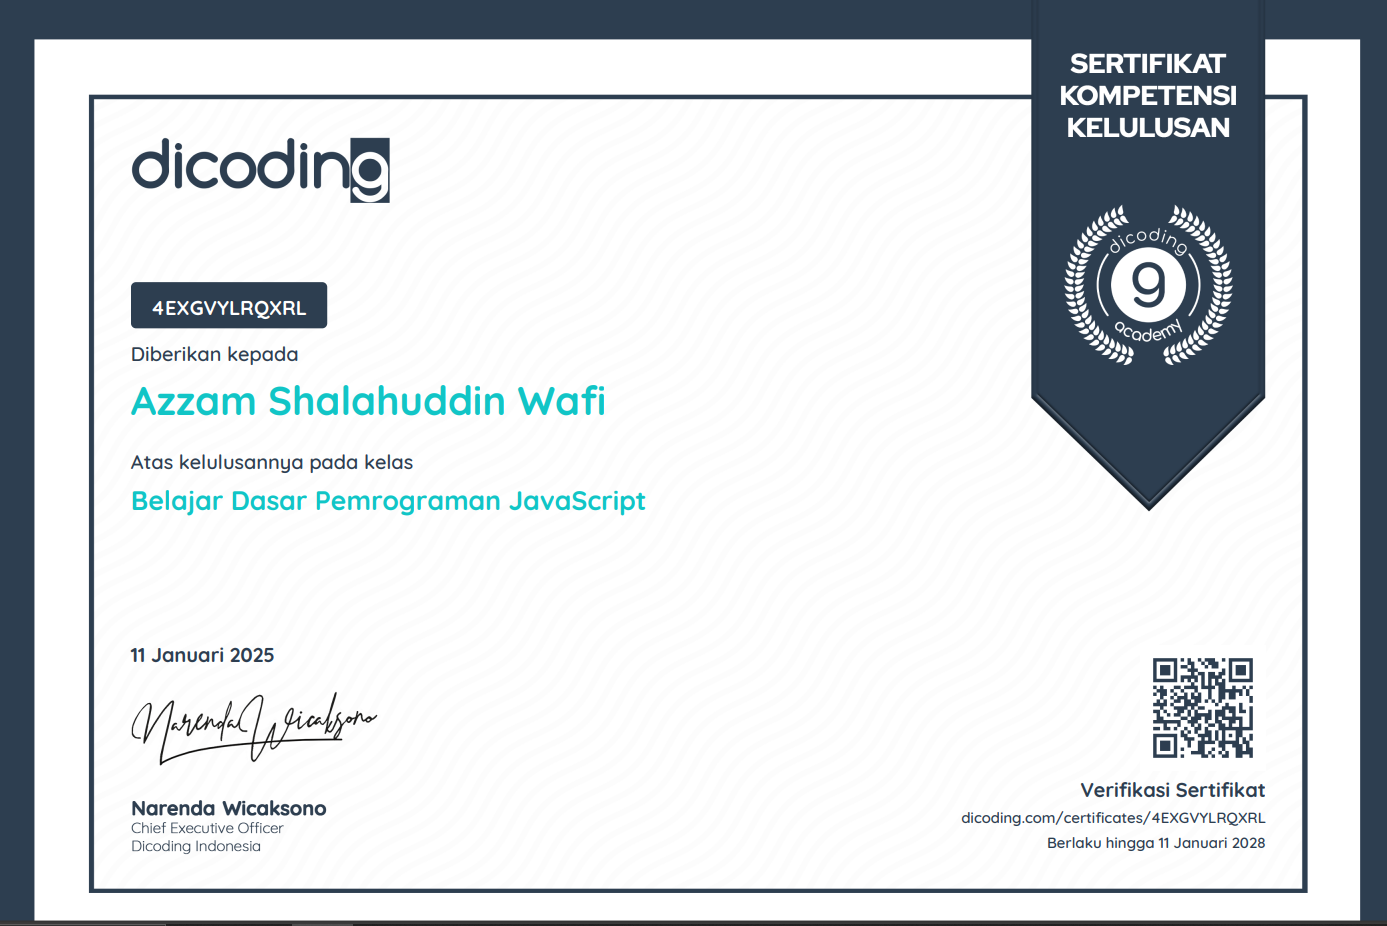 SERTIFIKAT
KOMPETENSI
KELULUSAN
dicoding
dicoding
9
academy
4EXGVYLRQXRL
Diberikan kepada
Azzam Shalahuddin Wafi
Atas kelulusannya pada kelas
Belajar Dasar Pemrograman JavaScript
11 Januari 2025
Narenda Wicaksono
Narenda Wicaksono
Chief Executive Officer
Dicoding Indonesia
Verifikasi Sertifikat
dicoding.com/certificates/4EXGVYLRQXRL
Berlaku hingga 11 Januari 2028